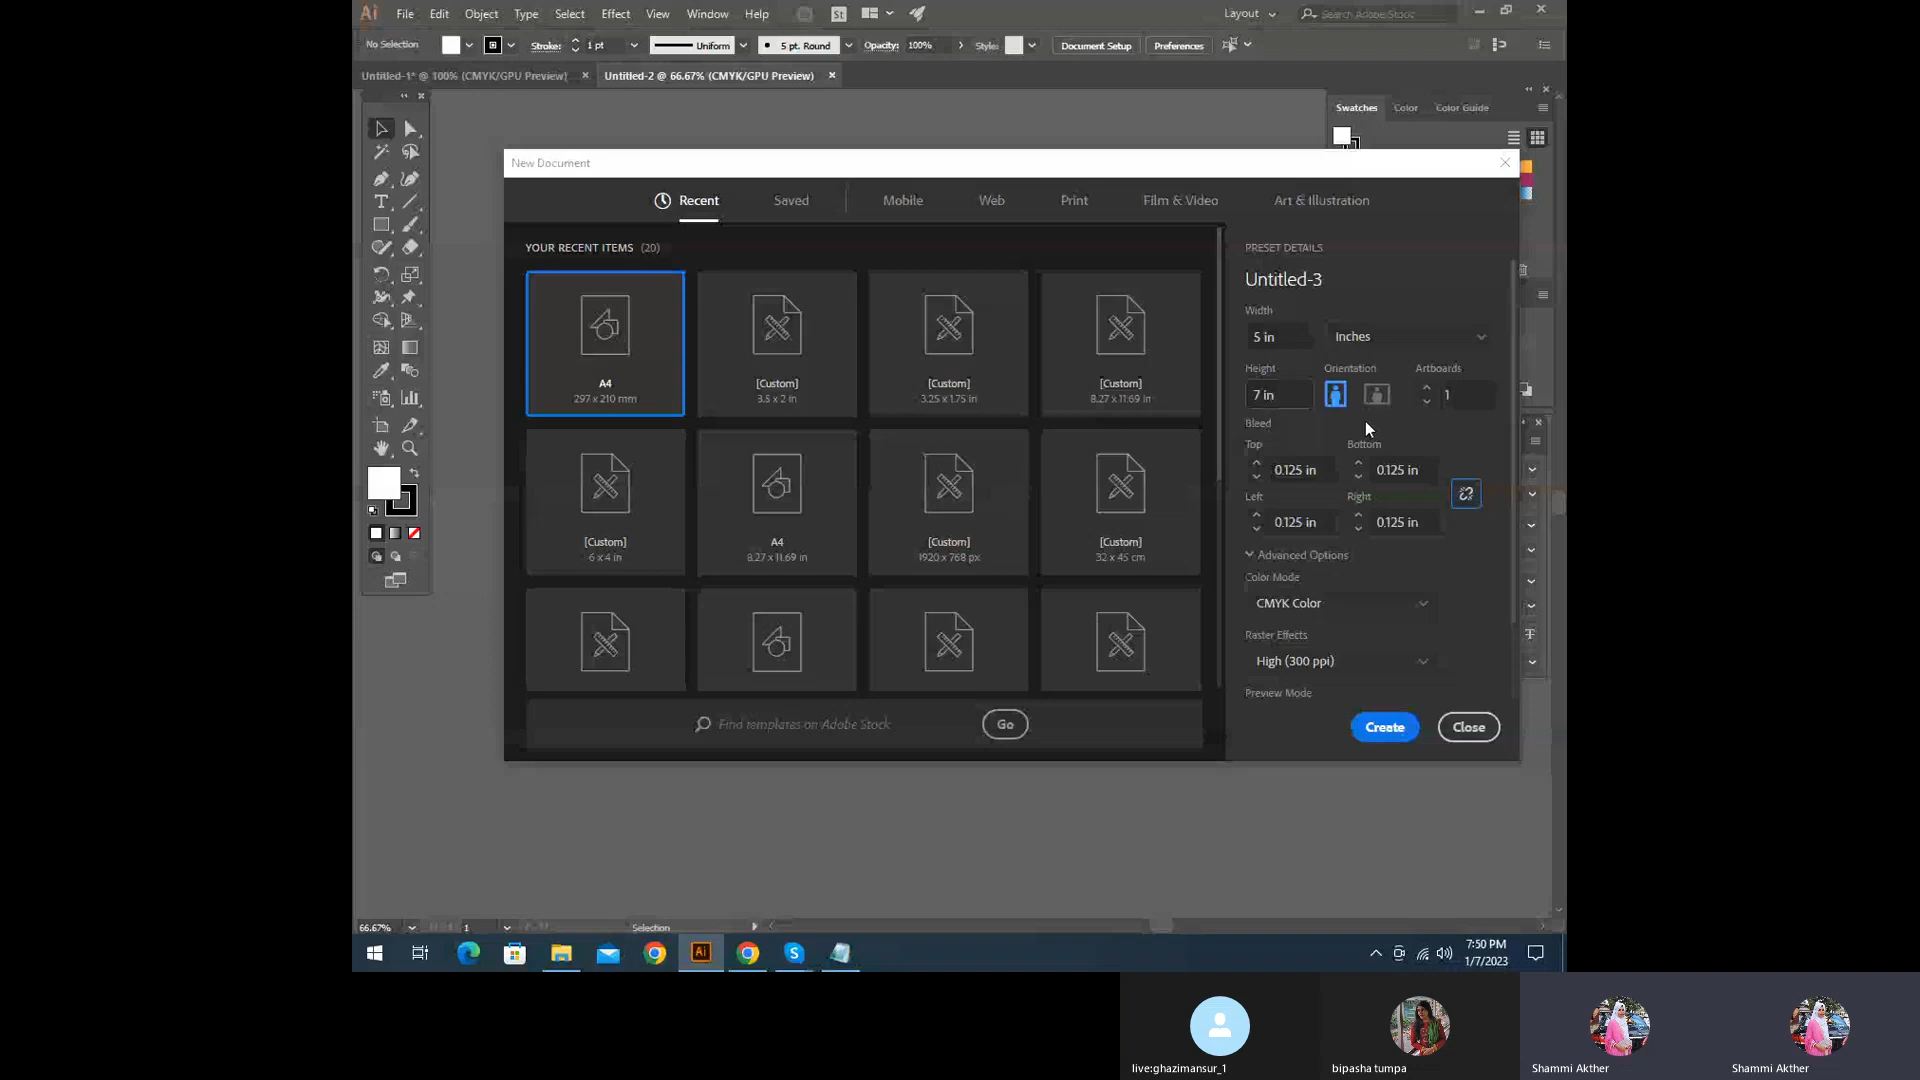 Ai File Edit Object Type Select Effect View Window Help St Layout Search Adobe Stock
No Selection Stroke: 1 pt Uniform 5 pt. Round Opacity: 100% Style: Document Setup Preferences
Untitled-1* @ 100% (CMYK/GPU Preview) × Untitled-2 @ 66.67% (CMYK/GPU Preview) ×
Swatches Color Color Guide
New Document
Recent Saved Mobile Web Print Film & Video Art & Illustration
YOUR RECENT ITEMS (20)
A4
297 x 210 mm
[Custom]
3.5 x 2 in
[Custom]
3.25 x 1.75 in
[Custom]
8.27 x 11.69 in
[Custom]
6 x 4 in
A4
8.27 x 11.69 in
[Custom]
1920 x 768 px
[Custom]
32 x 45 cm
Find templates on Adobe Stock Go
PRESET DETAILS
Untitled-3
Width
5 in Inches
Height Orientation Artboards
7 in 1
Bleed
Top Bottom
0.125 in 0.125 in
Left Right
0.125 in 0.125 in
Advanced Options
Color Mode
CMYK Color
Raster Effects
High (300 ppi)
Preview Mode
Create Close
66.67% 1 Selection
Ai S 7:50 PM
1/7/2023
live:ghazimansur_1 bipasha tumpa Shammi Akther Shammi Akther